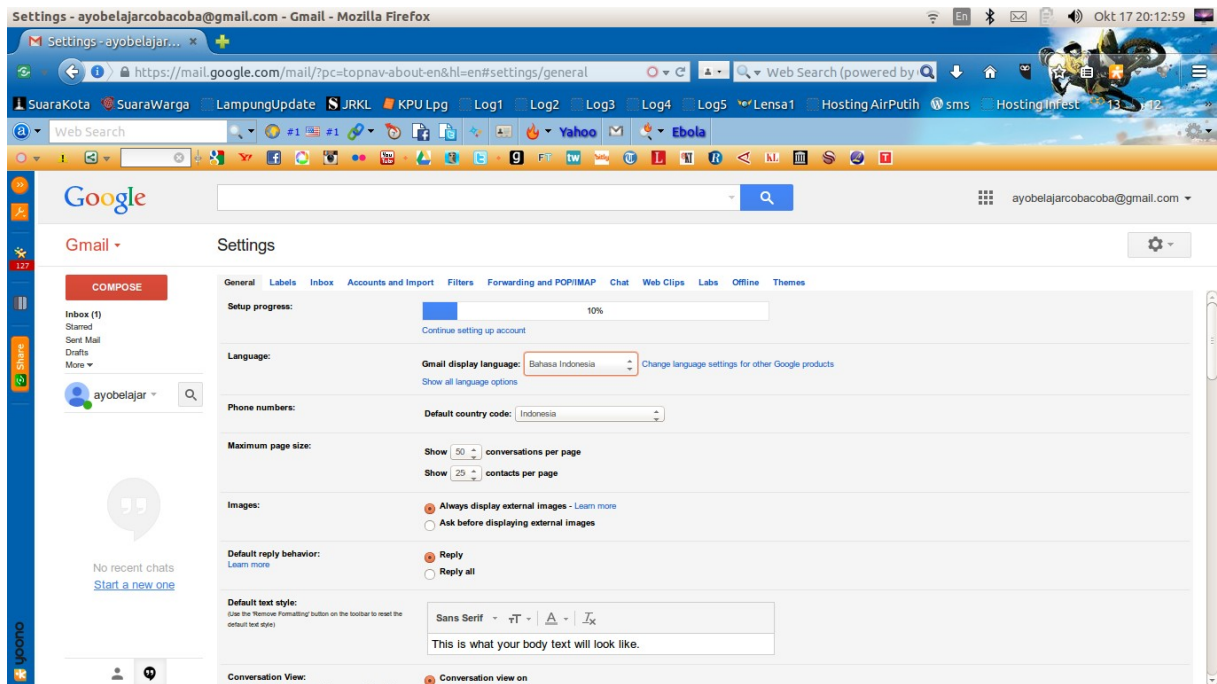 Settings - ayobelajarcobacoba@gmail.com - Gmail - Mozilla Firefox
En
Okt 17 20:12:59
Settings - ayobelajar... ×
https://mail.google.com/mail/?pc=topnav-about-en&hl=en#settings/general
Web Search (powered by
SuaraKota SuaraWarga LampungUpdate JRKL KPU Lpg Log1 Log2 Log3 Log4 Log5 Lensa1 Hosting AirPutih sms Hosting Infest 13 12
Web Search
#1 #1 Yahoo Ebola
127
Share
yoono
Google
ayobelajarcobacoba@gmail.com
Gmail
Settings
COMPOSE
Inbox (1)
Starred
Sent Mail
Drafts
More
ayobelajar
No recent chats
Start a new one
General Labels Inbox Accounts and Import Filters Forwarding and POP/IMAP Chat Web Clips Labs Offline Themes
Setup progress:
10%
Continue setting up account
Language:
Gmail display language: Bahasa Indonesia Change language settings for other Google products
Show all language options
Phone numbers:
Default country code: Indonesia
Maximum page size:
Show 50 conversations per page
Show 25 contacts per page
Images:
Always display external images - Learn more
Ask before displaying external images
Default reply behavior:
Learn more
Reply
Reply all
Default text style:
(Use the 'Remove Formatting' button on the toolbar to reset the
default text style)
Sans Serif
This is what your body text will look like.
Conversation View:
Conversation view on